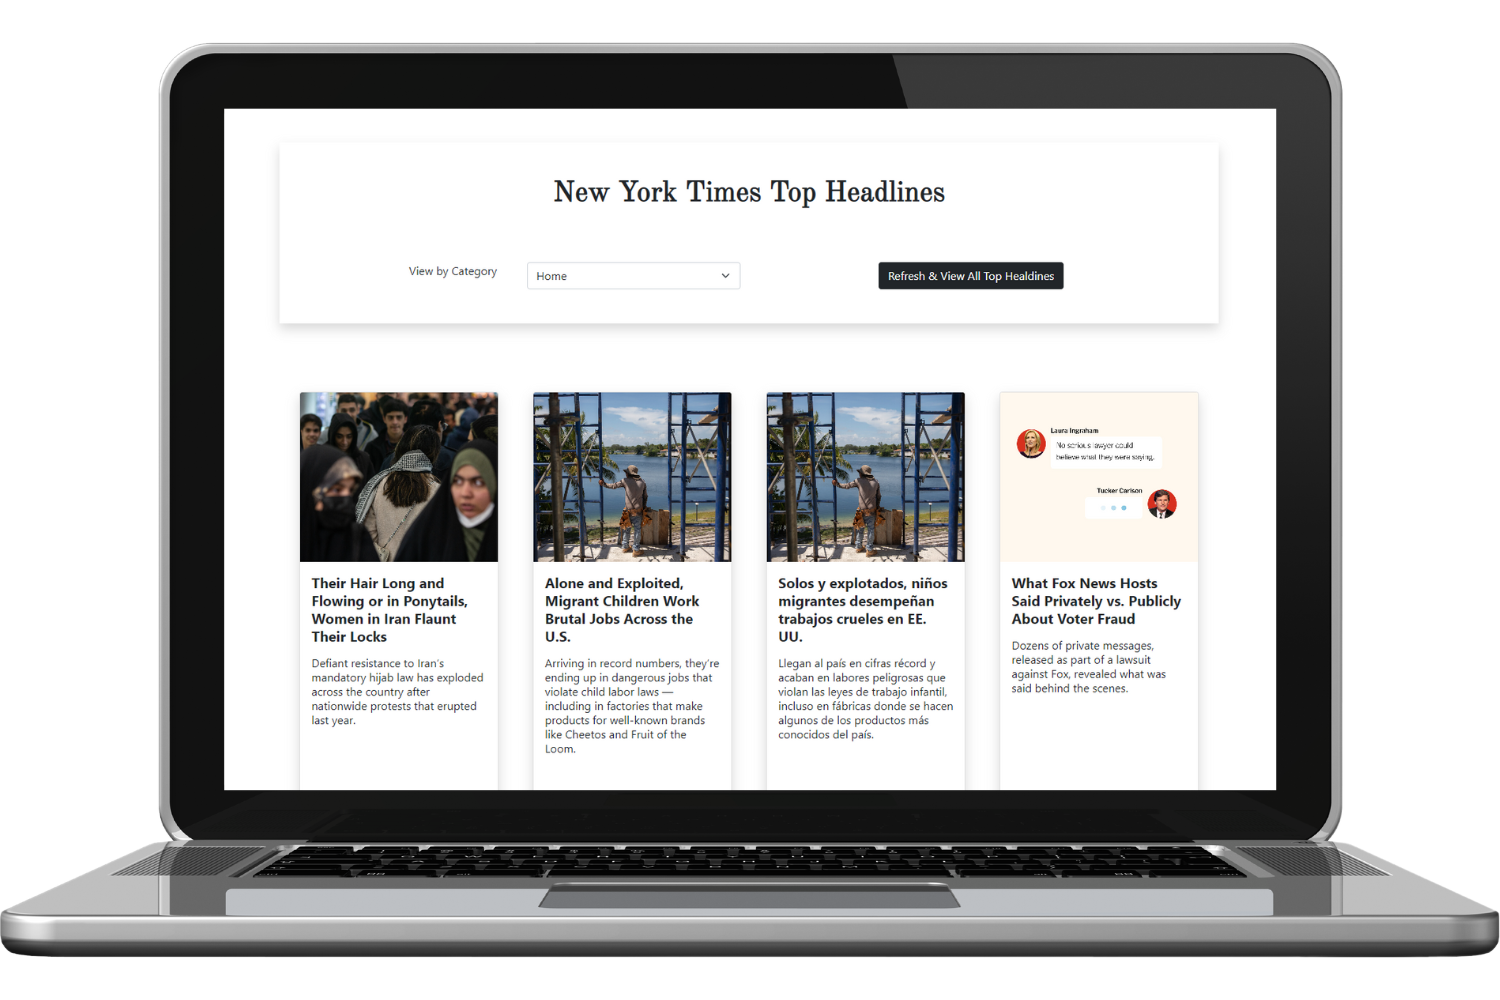 New York Times Top Headlines
View by Category
Home
Refresh & View All Top Healdines
Laura Ingraham
No serious lawyer could
believe what they were saying.
Tucker Carlson
Their Hair Long and
Flowing or in Ponytails,
Women in Iran Flaunt
Their Locks
Defiant resistance to Iran's
mandatory hijab law has exploded
across the country after
nationwide protests that erupted
last year.
Alone and Exploited,
Migrant Children Work
Brutal Jobs Across the
U.S.
Arriving in record numbers, they're
ending up in dangerous jobs that
violate child labor laws —
including in factories that make
products for well-known brands
like Cheetos and Fruit of the
Loom.
Solos y explotados, niños
migrantes desempeñan
trabajos crueles en EE.
UU.
Llegan al país en cifras récord y
acaban en labores peligrosas que
violan las leyes de trabajo infantil,
incluso en fábricas donde se hacen
algunos de los productos más
conocidos del país.
What Fox News Hosts
Said Privately vs. Publicly
About Voter Fraud
Dozens of private messages,
released as part of a lawsuit
against Fox, revealed what was
said behind the scenes.